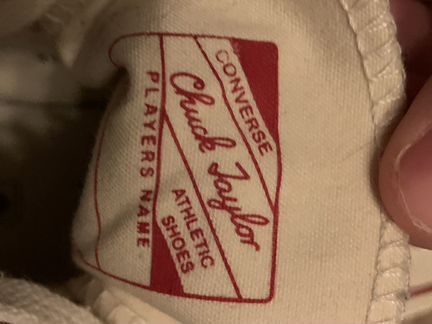 CONVERSE
Chuck Taylor
ATHLETIC
SHOES
PLAYERS NAME